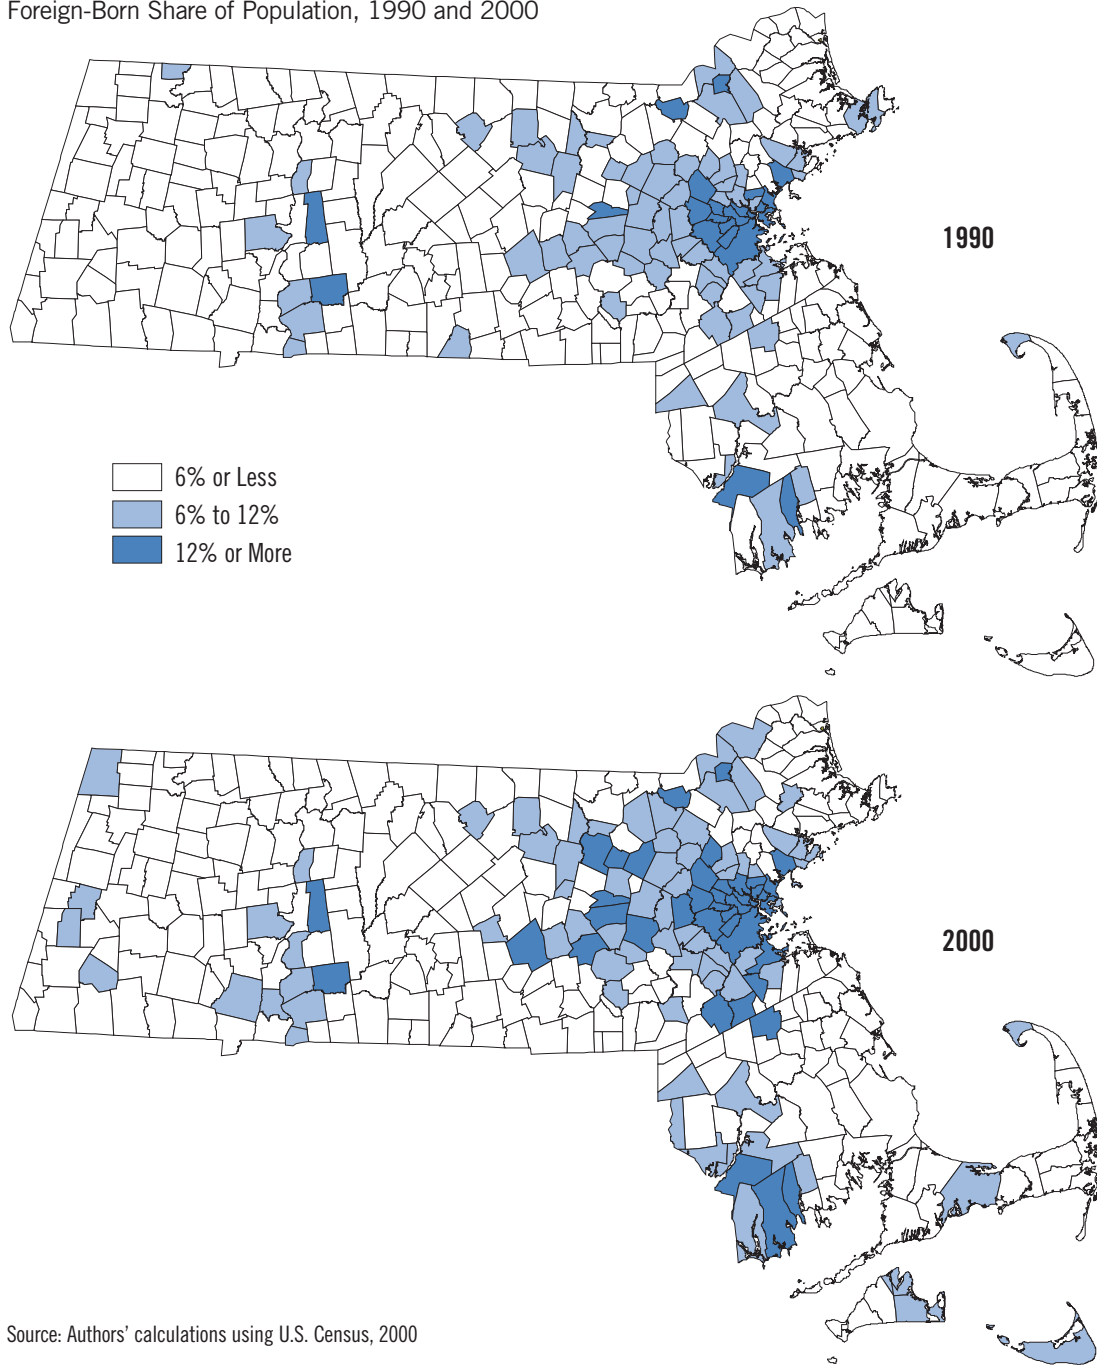 Foreign-Born Share of Population, 1990 and 2000
1990
6% or Less
6% to 12%
12% or More
2000
Source: Authors' calculations using U.S. Census, 2000